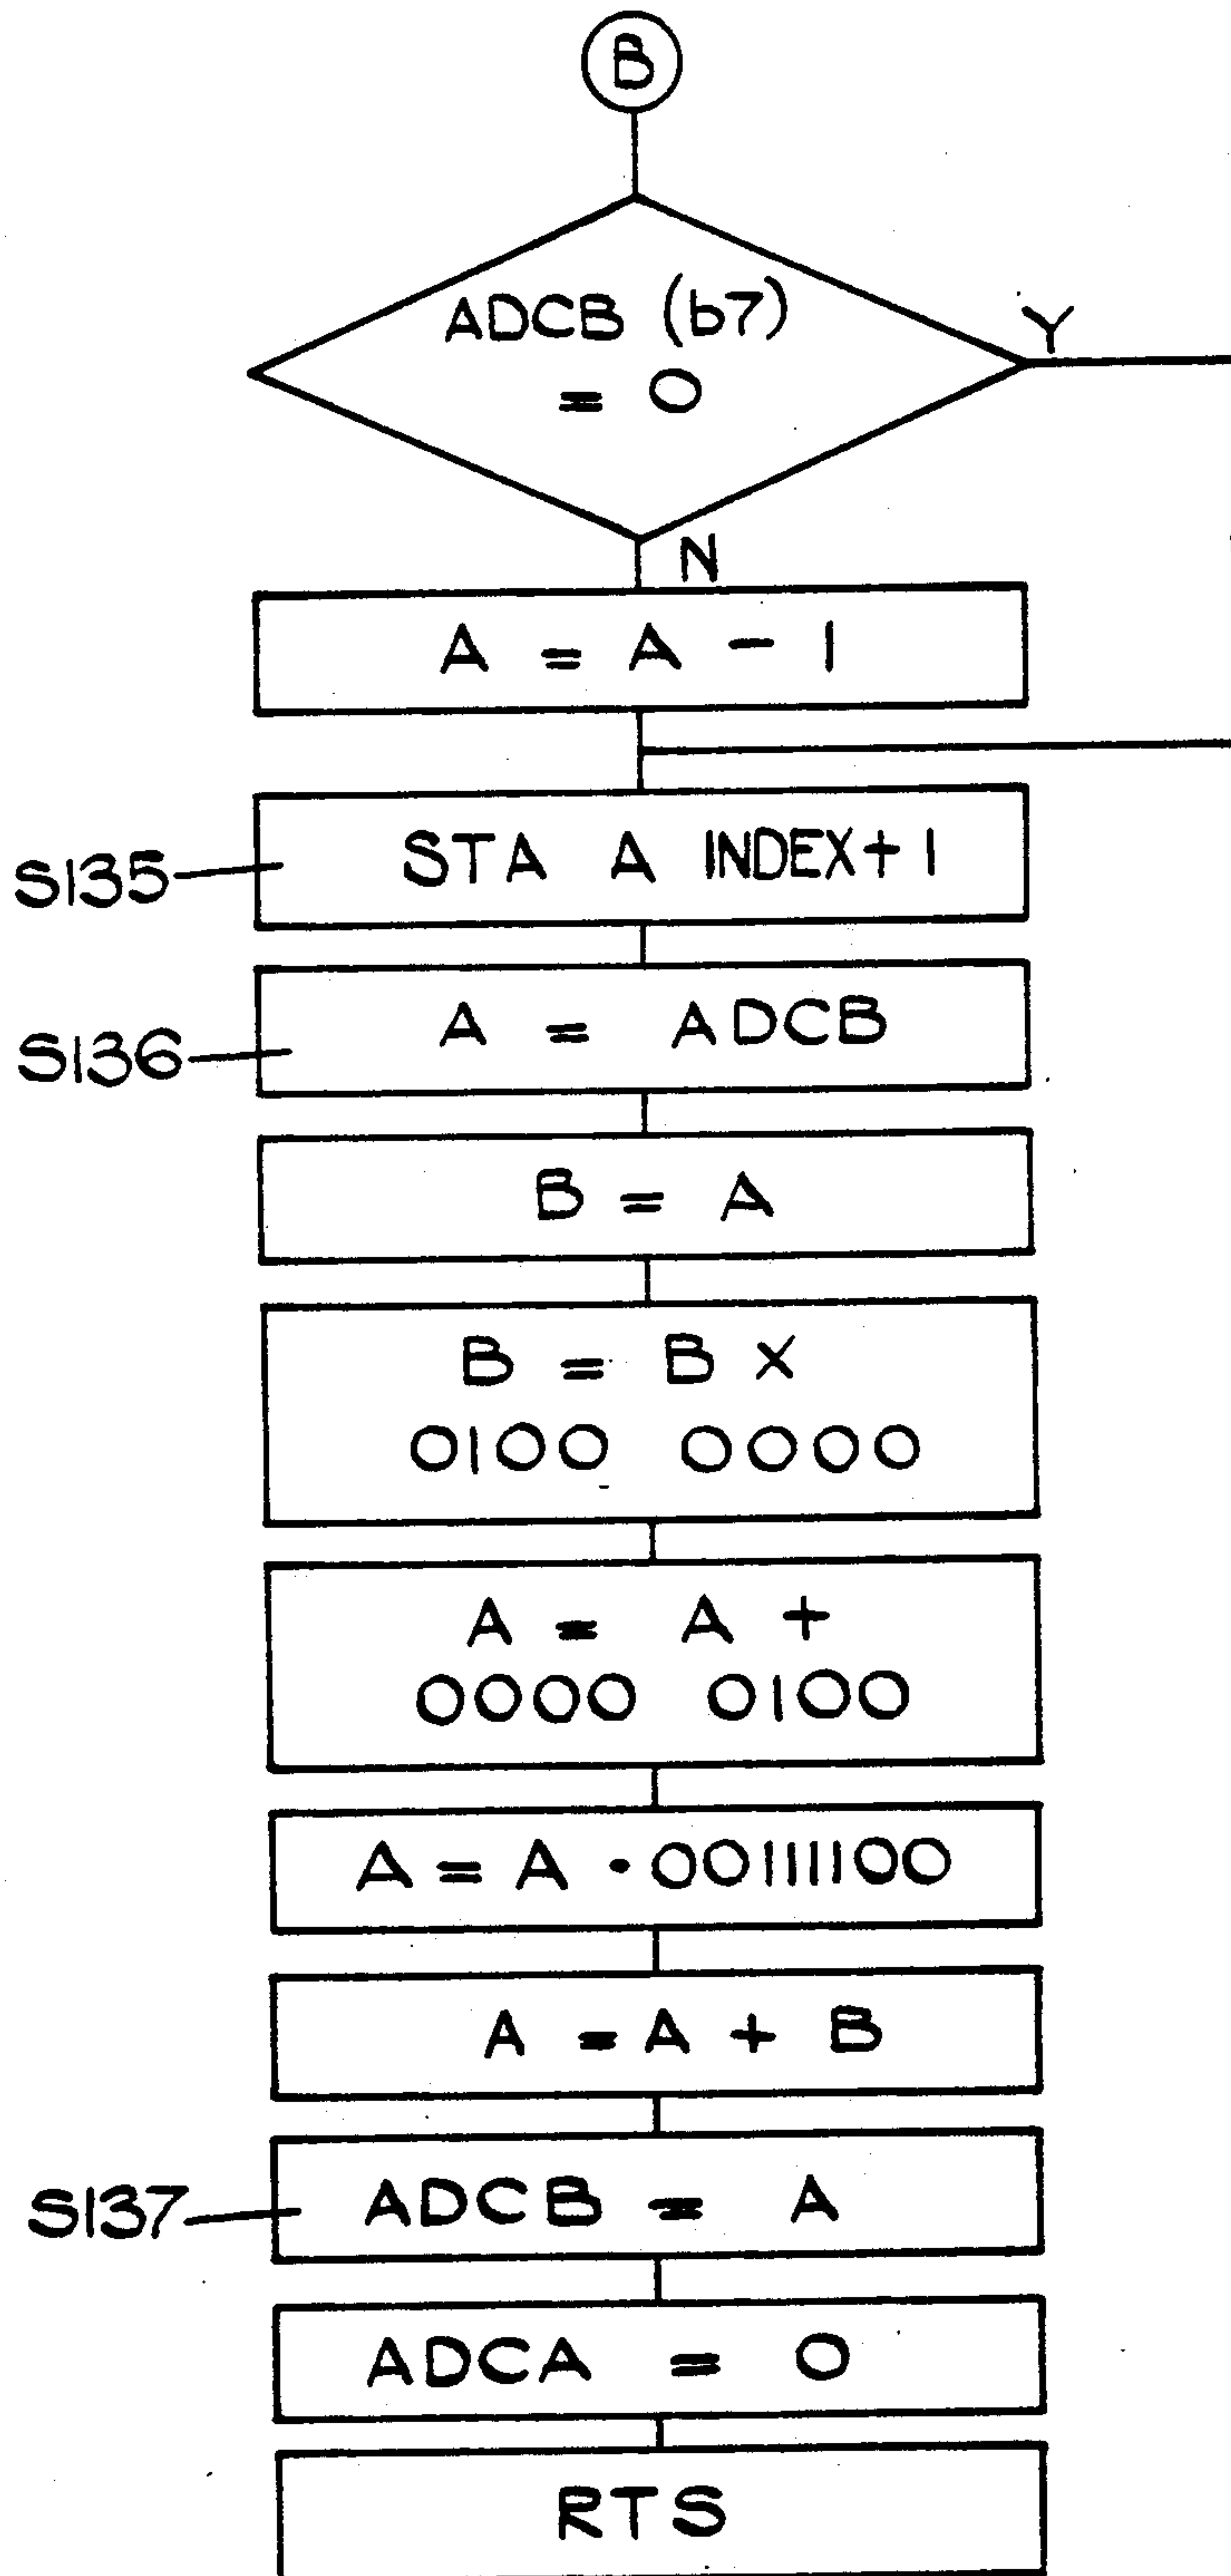 B
ADCB (b7)
= 0
Y
N
A = A - 1
S135
STA A INDEX+1
S136
A = ADCB
B = A
B = B x
0100 0000
A = A +
0000 0100
A = A · 00111100
A = A + B
S137
ADCB = A
ADCA = 0
RTS